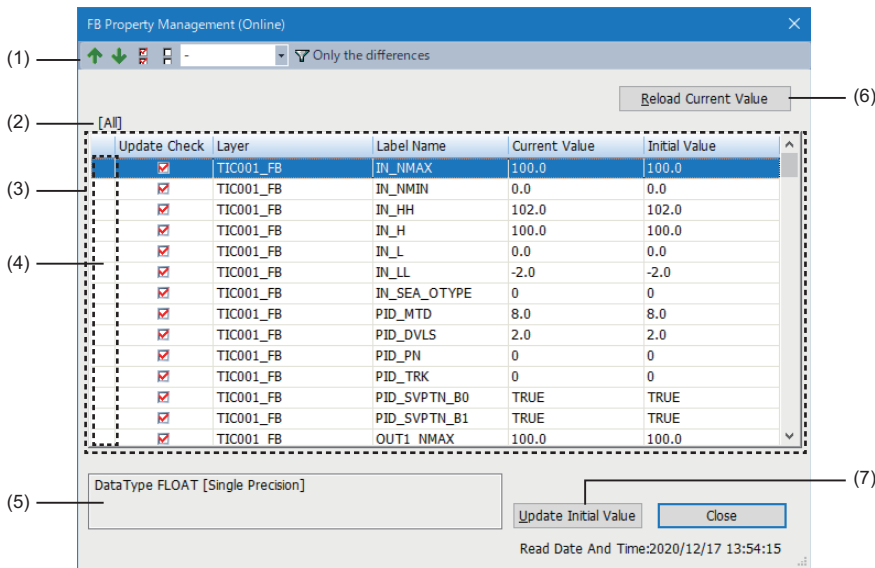 FB Property Management (Online)
(1)
- Only the differences
Reload Current Value
(6)
(2)
[All]
Update Check Layer Label Name Current Value Initial Value
TIC001_FB IN_NMAX 100.0 100.0
(3)
TIC001_FB IN_NMIN 0.0 0.0
TIC001_FB IN_HH 102.0 102.0
TIC001_FB IN_H 100.0 100.0
TIC001_FB IN_L 0.0 0.0
(4)
TIC001_FB IN_LL -2.0 -2.0
TIC001_FB IN_SEA_OTYPE 0 0
TIC001_FB PID_MTD 8.0 8.0
TIC001_FB PID_DVLS 2.0 2.0
TIC001_FB PID_PN 0 0
TIC001_FB PID_TRK 0 0
TIC001_FB PID_SVPTN_B0 TRUE TRUE
TIC001_FB PID_SVPTN_B1 TRUE TRUE
TIC001_FB OUT1_NMAX 100.0 100.0
(7)
DataType FLOAT [Single Precision]
(5)
Update Initial Value Close
Read Date And Time:2020/12/17 13:54:15